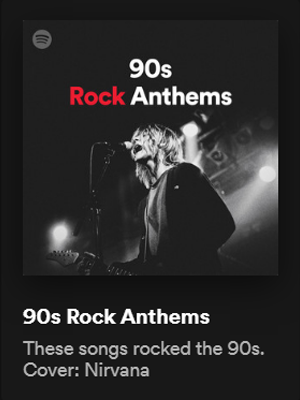 90s
Rock Anthems
90s Rock Anthems
These songs rocked the 90s.
Cover: Nirvana